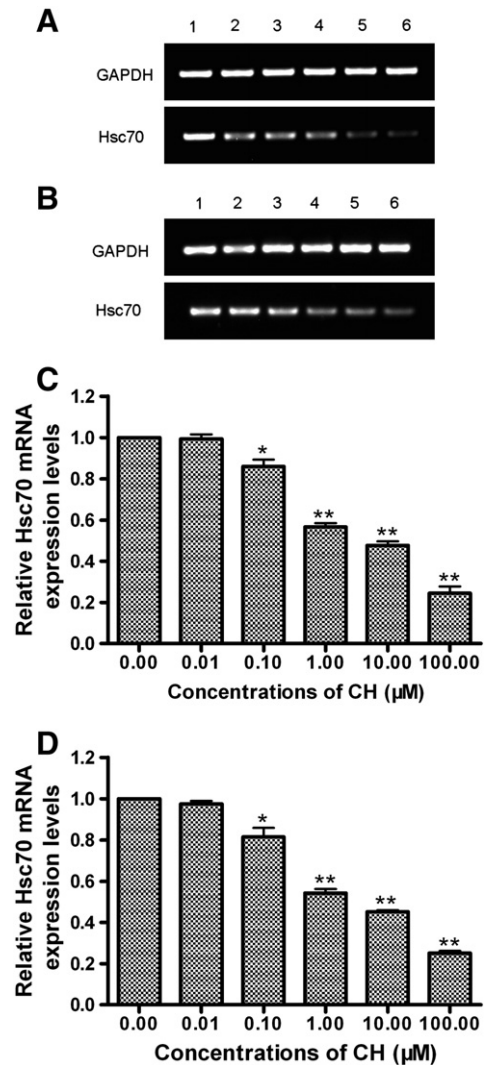 A
1 2 3 4 5 6
GAPDH
Hsc70
B
1 2 3 4 5 6
GAPDH
Hsc70
C
Relative Hsc70 mRNA
expression levels
1.2
1.0
0.8
0.6
0.4
0.2
0.0
*
**
**
**
0.00 0.01 0.10 1.00 10.00 100.00
Concentrations of CH (µM)
D
Relative Hsc70 mRNA
expression levels
1.2
1.0
0.8
0.6
0.4
0.2
0.0
*
**
**
**
0.00 0.01 0.10 1.00 10.00 100.00
Concentrations of CH (µM)